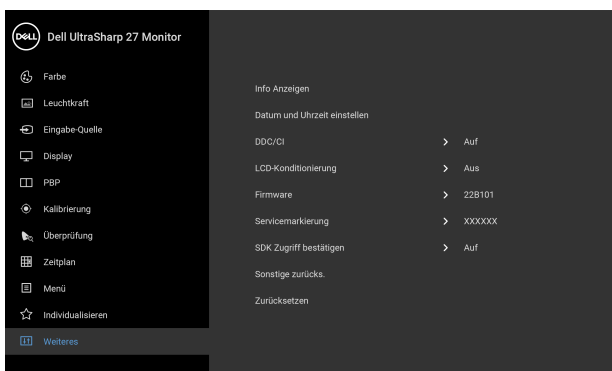 DELL Dell UltraSharp 27 Monitor
Farbe
Leuchtkraft
Eingabe-Quelle
Display
PBP
Kalibrierung
Überprüfung
Zeitplan
Menü
Individualisieren
Weiteres
Info Anzeigen
Datum und Uhrzeit einstellen
DDC/CI > Auf
LCD-Konditionierung > Aus
Firmware > 22B101
Servicemarkierung > XXXXXX
SDK Zugriff bestätigen > Auf
Sonstige zurücks.
Zurücksetzen